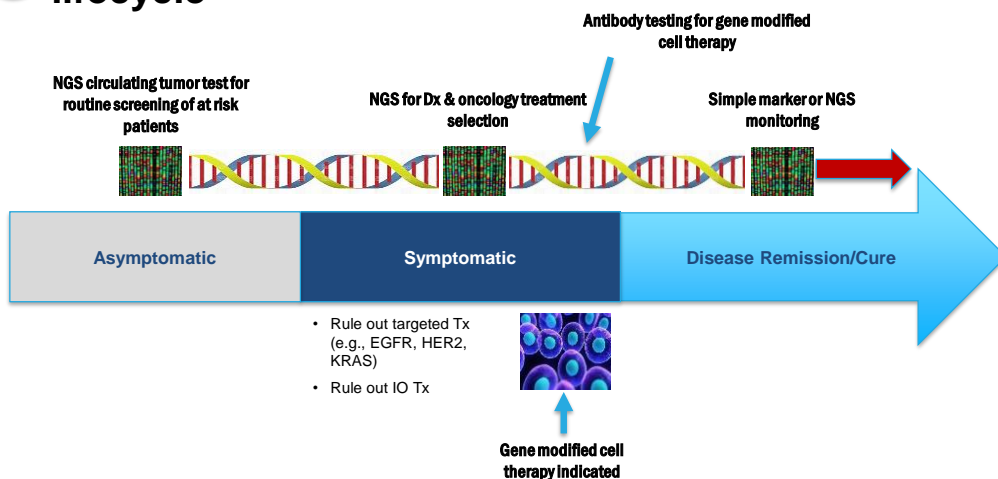 lifecycle
Antibody testing for gene modified
cell therapy
NGS circulating tumor test for
routine screening of at risk
patients
NGS for Dx & oncology treatment
selection
Simple marker or NGS
monitoring
Asymptomatic
Symptomatic
Disease Remission/Cure
• Rule out targeted Tx
(e.g., EGFR, HER2,
KRAS)
• Rule out IO Tx
Gene modified cell
therapy indicated